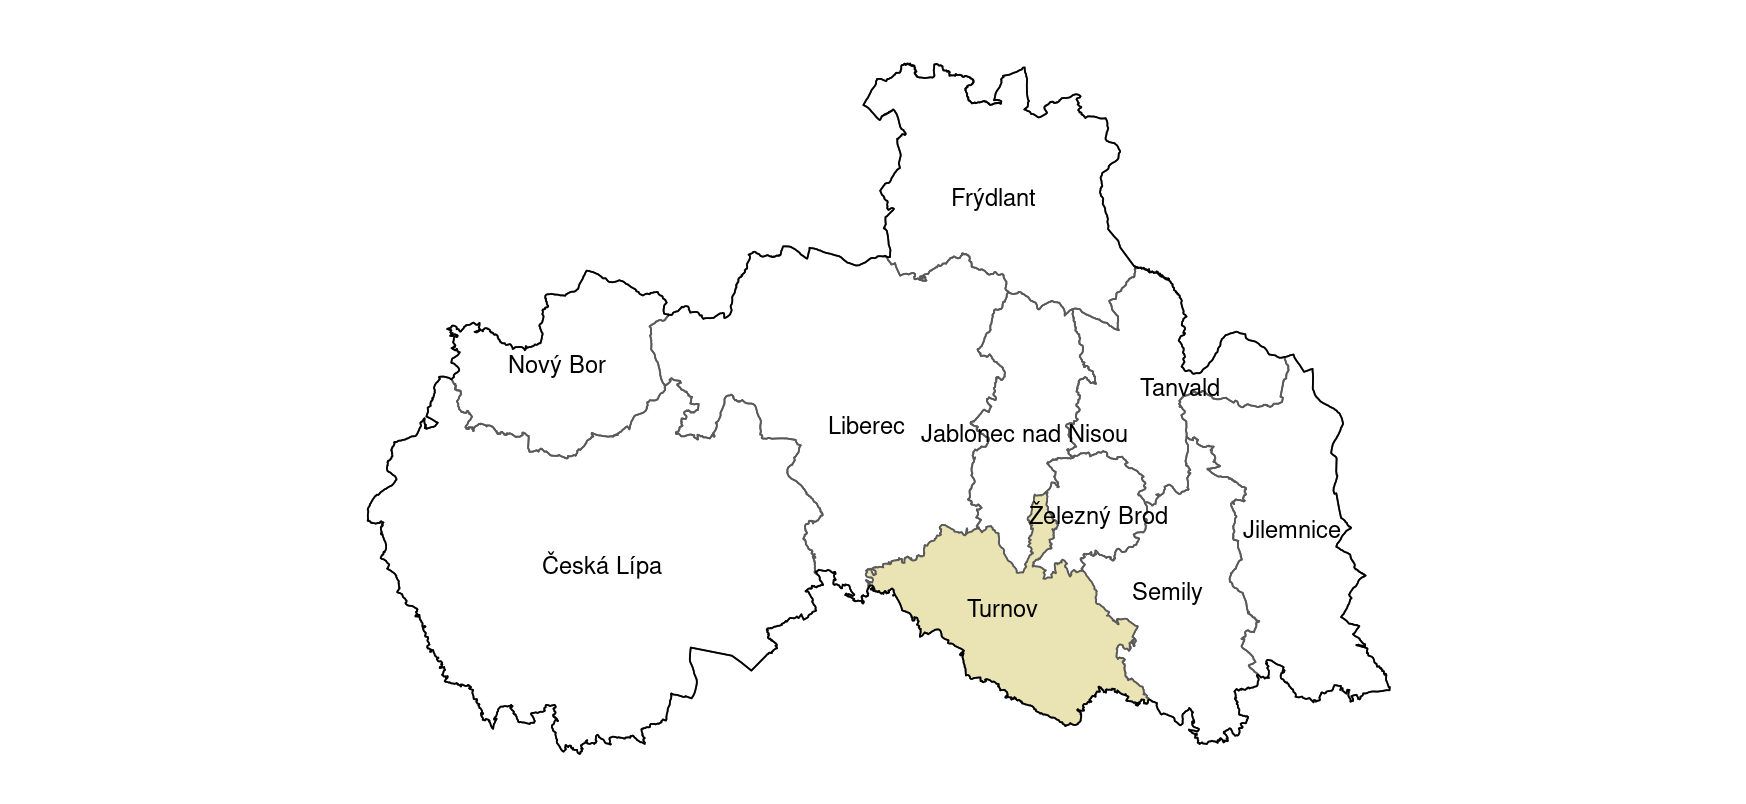 Frýdlant
Nový Bor
Tanvald
Liberec
Jablonec nad Nisou
Železný Brod
Jilemnice
Česká Lípa
Semily
Turnov